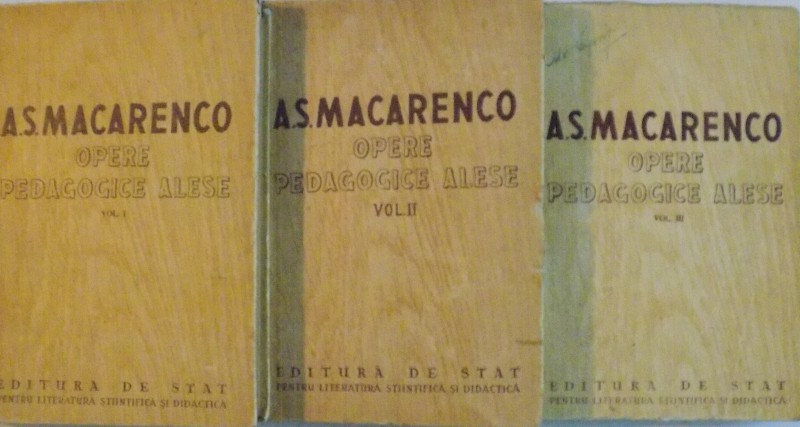 A.S.MACARENCO
OPERE
PEDAGOGICE ALESE
VOL. I
EDITURA DE STAT
PENTRU LITERATURA STIINTIFICA SI DIDACTICA
A.S.MACARENCO
OPERE
PEDAGOGICE ALESE
VOL.II
EDITURA DE STAT
PENTRU LITERATURA STIINTIFICA ȘI DIDACTICA
A.S.MACARENCO
OPERE
PEDAGOGICE ALESE
VOL. III
EDITURA DE STAT
PENTRU LITERATURA STIINTIFICA ȘI DIDACTICA